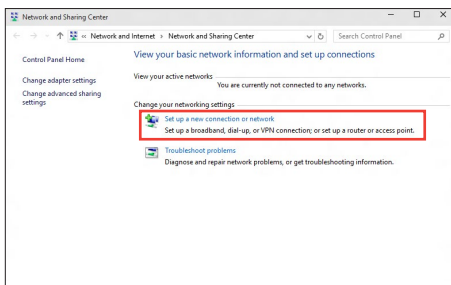 Network and Sharing Center
« Network and Internet › Network and Sharing Center
Search Control Panel
Control Panel Home
Change adapter settings
Change advanced sharing
settings
View your basic network information and set up connections
View your active networks
You are currently not connected to any networks.
Change your networking settings
Set up a new connection or network
Set up a broadband, dial-up, or VPN connection; or set up a router or access point.
Troubleshoot problems
Diagnose and repair network problems, or get troubleshooting information.